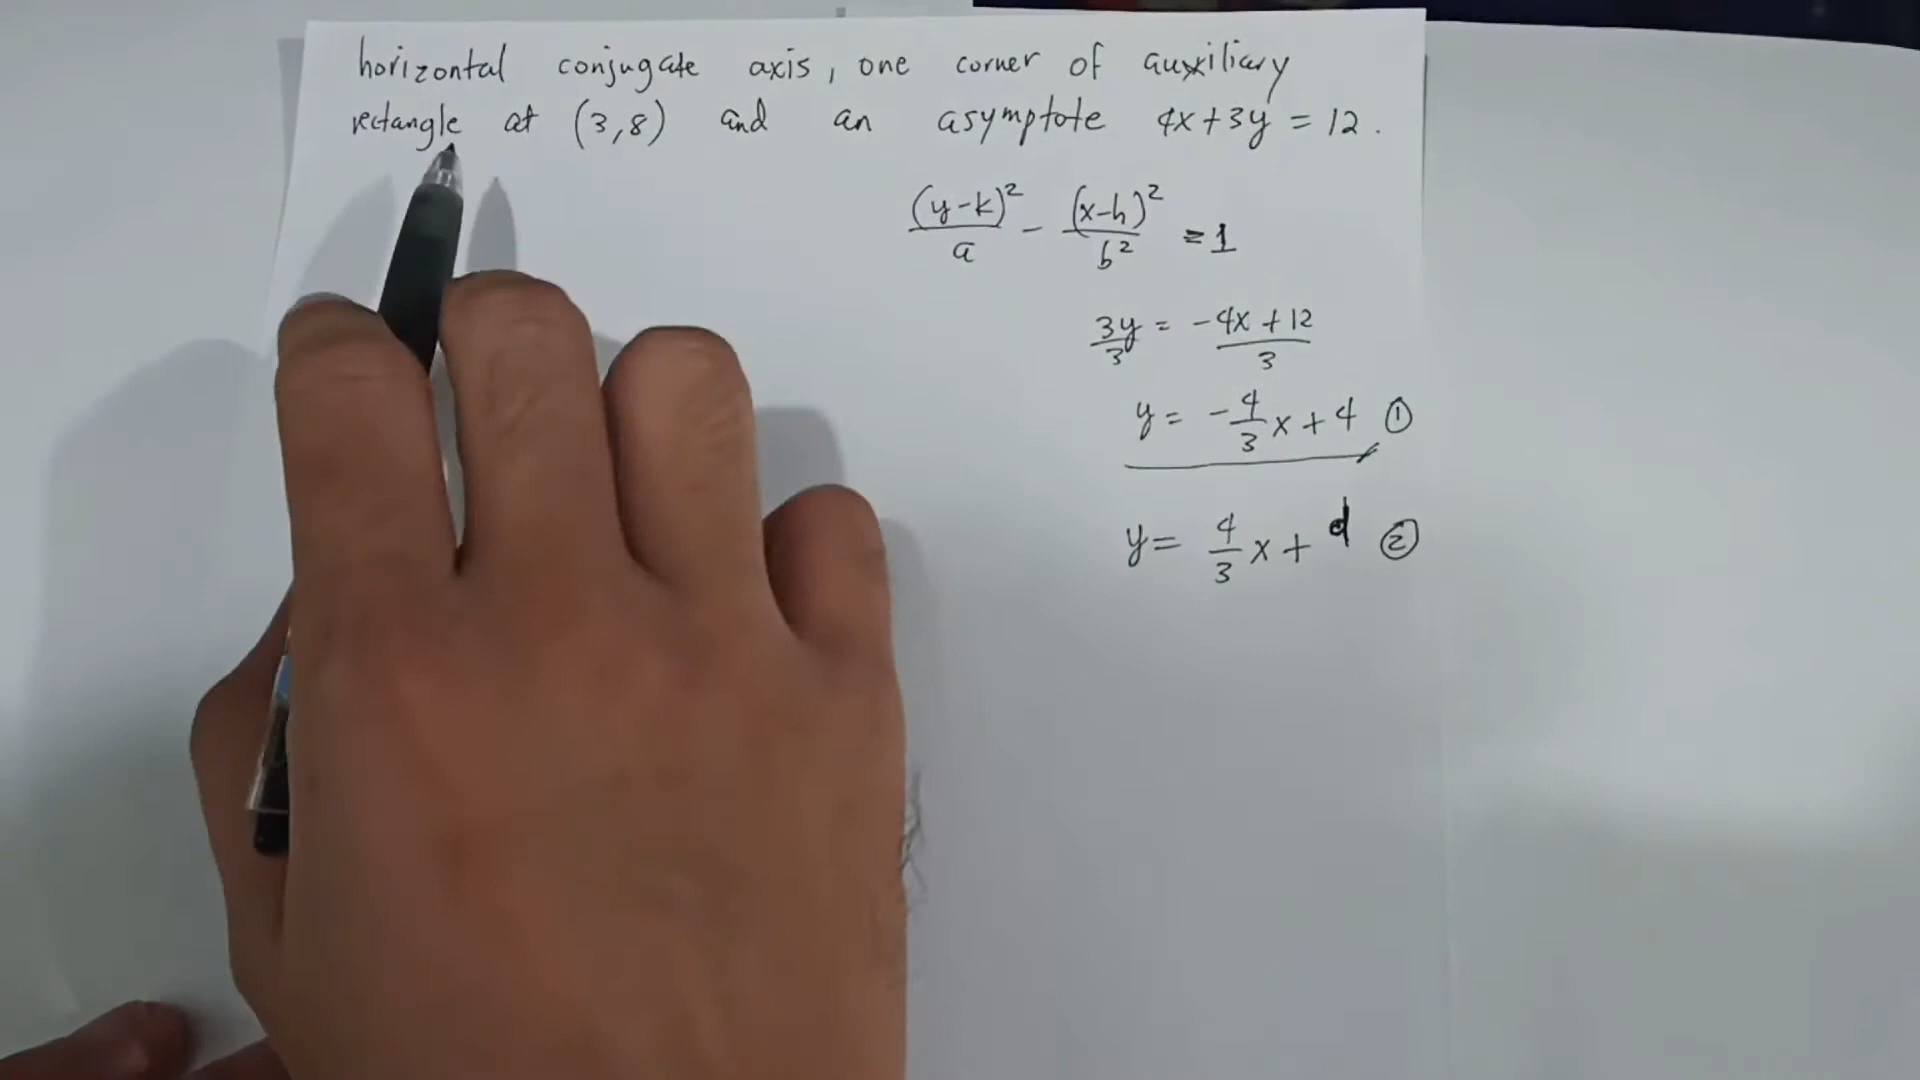 horizontal conjugate axis, one corner of auxiliary
rectangle at (3,8) and an asymptote 4x+3y = 12.
(y-k)²/a - (x-h)²/b² = 1
3y/3 = -4x+12/3
y = -4/3 x + 4 ①
y = 4/3 x + d ②